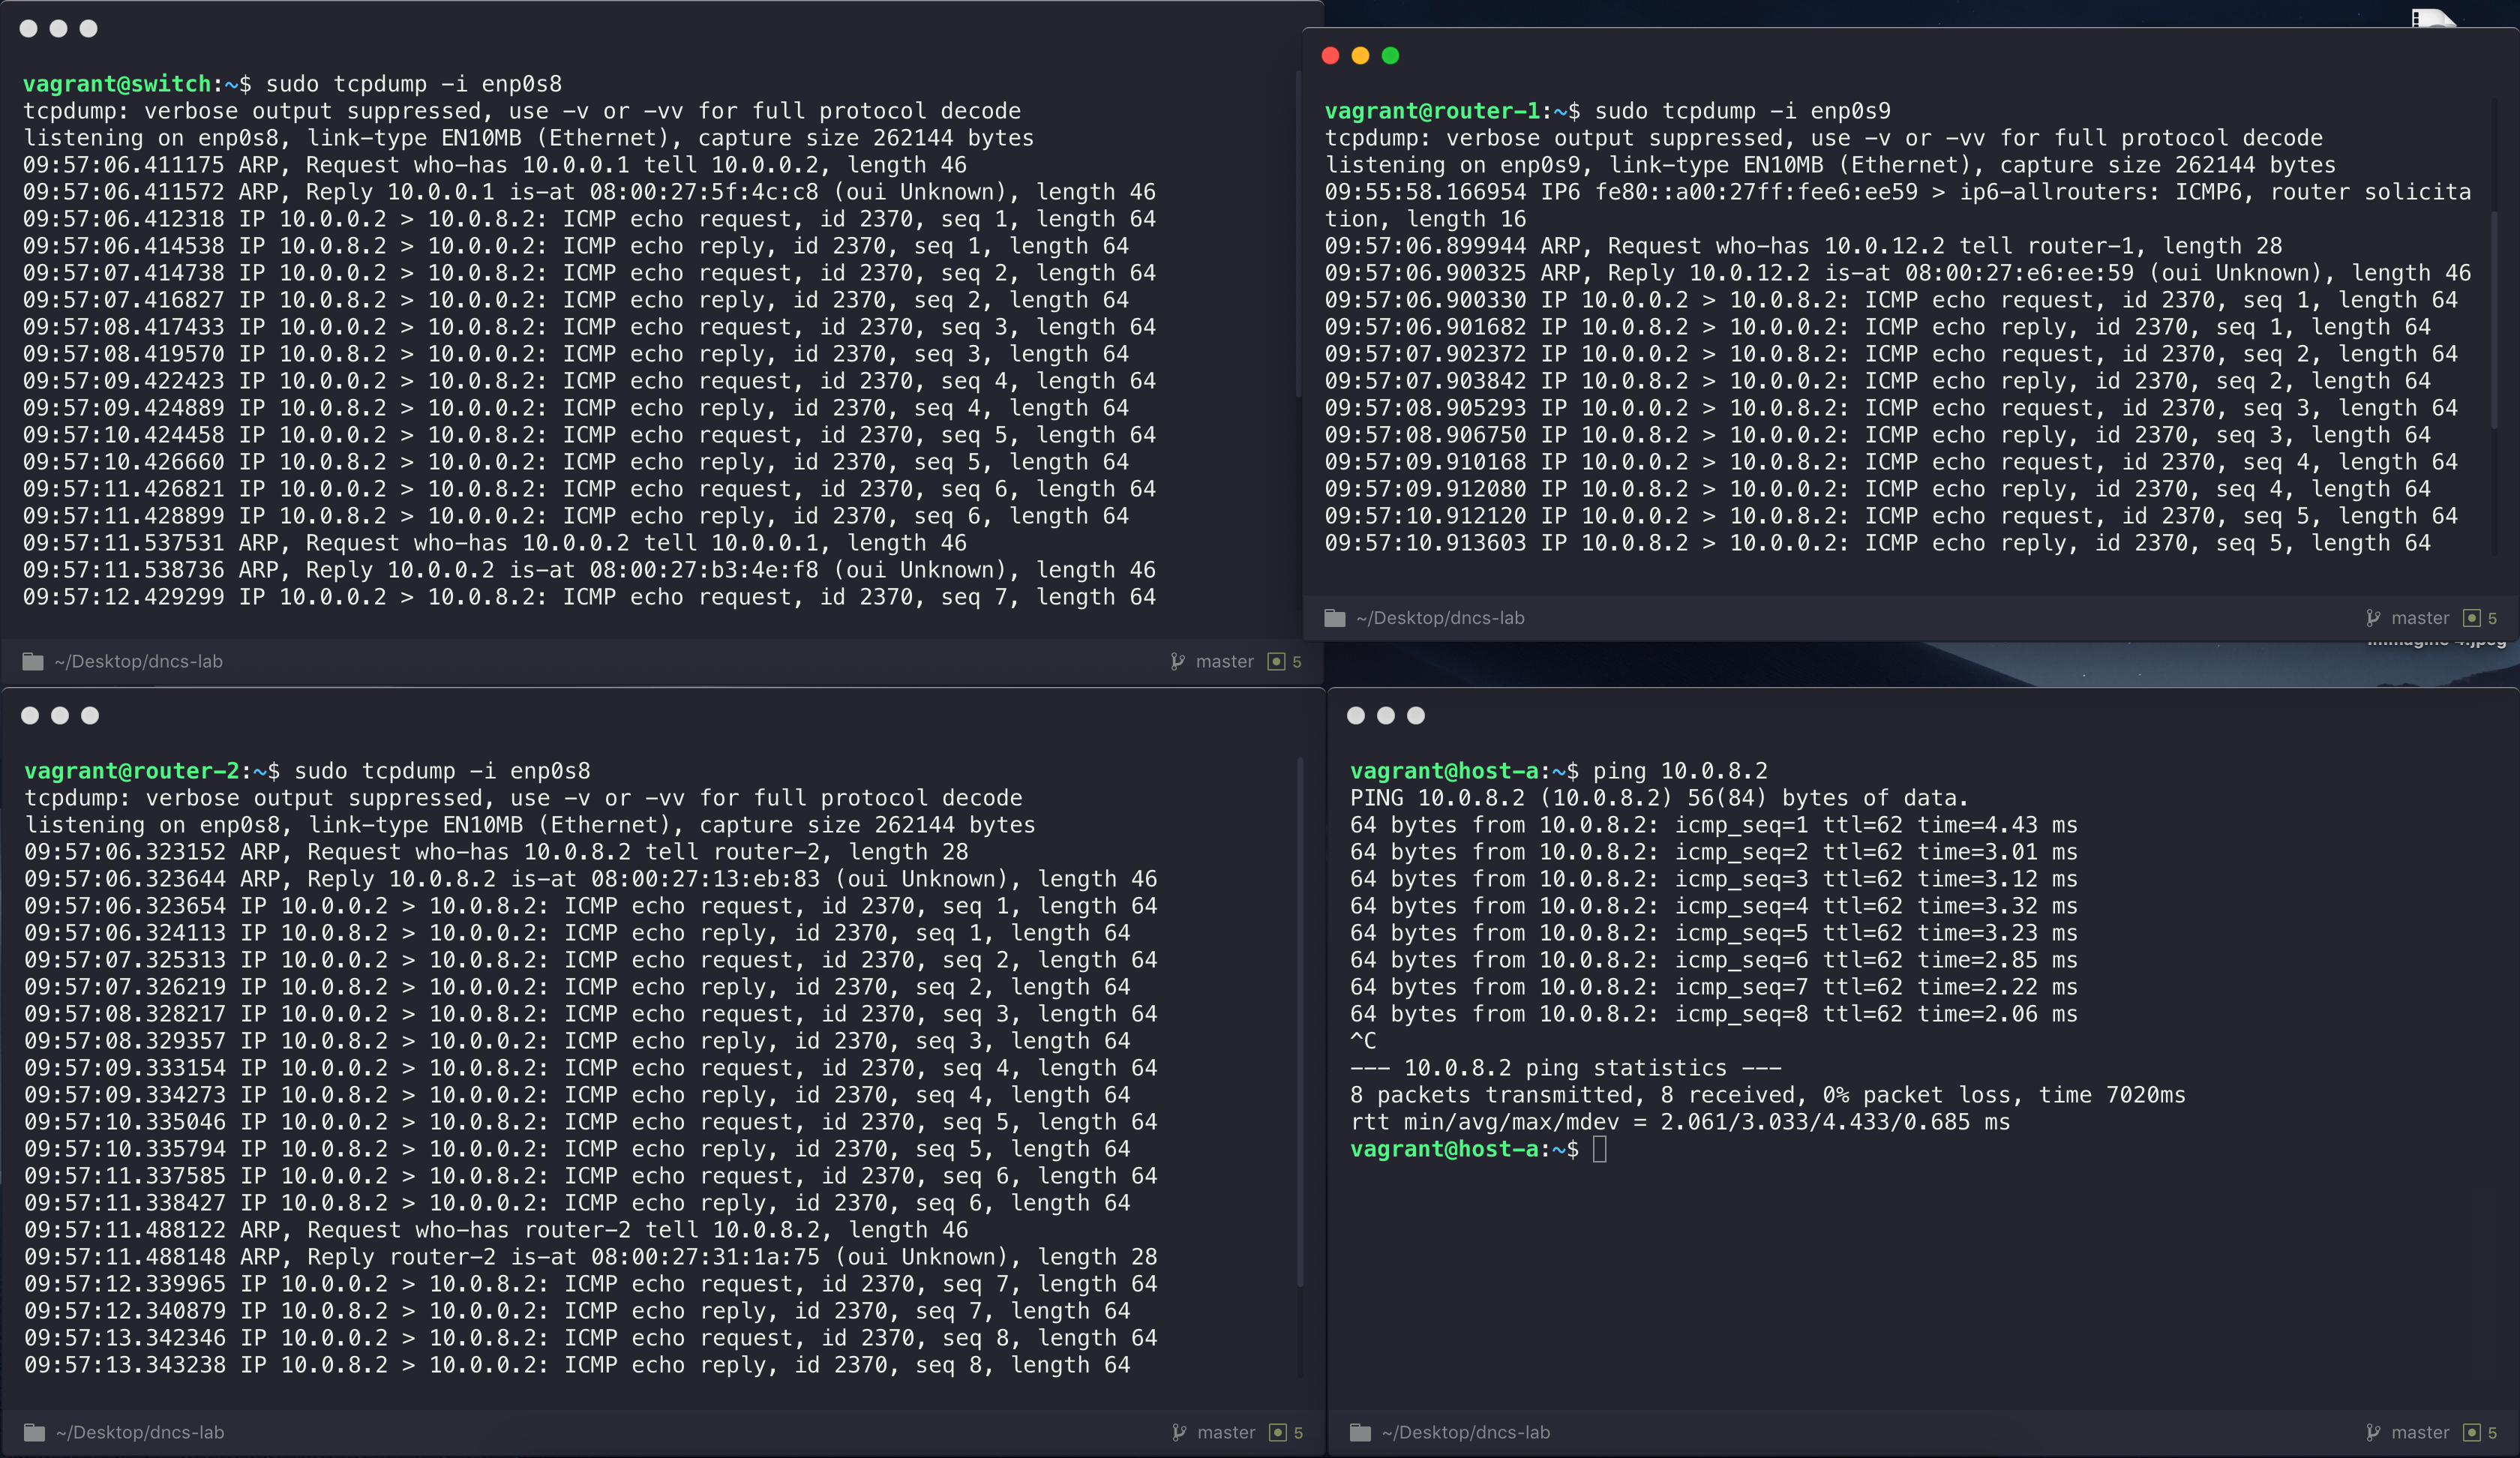 vagrant@switch:~$ sudo tcpdump -i enp0s8
tcpdump: verbose output suppressed, use -v or -vv for full protocol decode
listening on enp0s8, link-type EN10MB (Ethernet), capture size 262144 bytes
09:57:06.411175 ARP, Request who-has 10.0.0.1 tell 10.0.0.2, length 46
09:57:06.411572 ARP, Reply 10.0.0.1 is-at 08:00:27:5f:4c:c8 (oui Unknown), length 46
09:57:06.412318 IP 10.0.0.2 > 10.0.8.2: ICMP echo request, id 2370, seq 1, length 64
09:57:06.414538 IP 10.0.8.2 > 10.0.0.2: ICMP echo reply, id 2370, seq 1, length 64
09:57:07.414738 IP 10.0.0.2 > 10.0.8.2: ICMP echo request, id 2370, seq 2, length 64
09:57:07.416827 IP 10.0.8.2 > 10.0.0.2: ICMP echo reply, id 2370, seq 2, length 64
09:57:08.417433 IP 10.0.0.2 > 10.0.8.2: ICMP echo request, id 2370, seq 3, length 64
09:57:08.419570 IP 10.0.8.2 > 10.0.0.2: ICMP echo reply, id 2370, seq 3, length 64
09:57:09.422423 IP 10.0.0.2 > 10.0.8.2: ICMP echo request, id 2370, seq 4, length 64
09:57:09.424889 IP 10.0.8.2 > 10.0.0.2: ICMP echo reply, id 2370, seq 4, length 64
09:57:10.424458 IP 10.0.0.2 > 10.0.8.2: ICMP echo request, id 2370, seq 5, length 64
09:57:10.426660 IP 10.0.8.2 > 10.0.0.2: ICMP echo reply, id 2370, seq 5, length 64
09:57:11.426821 IP 10.0.0.2 > 10.0.8.2: ICMP echo request, id 2370, seq 6, length 64
09:57:11.428899 IP 10.0.8.2 > 10.0.0.2: ICMP echo reply, id 2370, seq 6, length 64
09:57:11.537531 ARP, Request who-has 10.0.0.2 tell 10.0.0.1, length 46
09:57:11.538736 ARP, Reply 10.0.0.2 is-at 08:00:27:b3:4e:f8 (oui Unknown), length 46
09:57:12.429299 IP 10.0.0.2 > 10.0.8.2: ICMP echo request, id 2370, seq 7, length 64
~/Desktop/dncs-lab
master 5
vagrant@router-1:~$ sudo tcpdump -i enp0s9
tcpdump: verbose output suppressed, use -v or -vv for full protocol decode
listening on enp0s9, link-type EN10MB (Ethernet), capture size 262144 bytes
09:55:58.166954 IP6 fe80::a00:27ff:fee6:ee59 > ip6-allrouters: ICMP6, router solicita
tion, length 16
09:57:06.899944 ARP, Request who-has 10.0.12.2 tell router-1, length 28
09:57:06.900325 ARP, Reply 10.0.12.2 is-at 08:00:27:e6:ee:59 (oui Unknown), length 46
09:57:06.900330 IP 10.0.0.2 > 10.0.8.2: ICMP echo request, id 2370, seq 1, length 64
09:57:06.901682 IP 10.0.8.2 > 10.0.0.2: ICMP echo reply, id 2370, seq 1, length 64
09:57:07.902372 IP 10.0.0.2 > 10.0.8.2: ICMP echo request, id 2370, seq 2, length 64
09:57:07.903842 IP 10.0.8.2 > 10.0.0.2: ICMP echo reply, id 2370, seq 2, length 64
09:57:08.905293 IP 10.0.0.2 > 10.0.8.2: ICMP echo request, id 2370, seq 3, length 64
09:57:08.906750 IP 10.0.8.2 > 10.0.0.2: ICMP echo reply, id 2370, seq 3, length 64
09:57:09.910168 IP 10.0.0.2 > 10.0.8.2: ICMP echo request, id 2370, seq 4, length 64
09:57:09.912080 IP 10.0.8.2 > 10.0.0.2: ICMP echo reply, id 2370, seq 4, length 64
09:57:10.912120 IP 10.0.0.2 > 10.0.8.2: ICMP echo request, id 2370, seq 5, length 64
09:57:10.913603 IP 10.0.8.2 > 10.0.0.2: ICMP echo reply, id 2370, seq 5, length 64
~/Desktop/dncs-lab
master 5
vagrant@router-2:~$ sudo tcpdump -i enp0s8
tcpdump: verbose output suppressed, use -v or -vv for full protocol decode
listening on enp0s8, link-type EN10MB (Ethernet), capture size 262144 bytes
09:57:06.323152 ARP, Request who-has 10.0.8.2 tell router-2, length 28
09:57:06.323644 ARP, Reply 10.0.8.2 is-at 08:00:27:13:eb:83 (oui Unknown), length 46
09:57:06.323654 IP 10.0.0.2 > 10.0.8.2: ICMP echo request, id 2370, seq 1, length 64
09:57:06.324113 IP 10.0.8.2 > 10.0.0.2: ICMP echo reply, id 2370, seq 1, length 64
09:57:07.325313 IP 10.0.0.2 > 10.0.8.2: ICMP echo request, id 2370, seq 2, length 64
09:57:07.326219 IP 10.0.8.2 > 10.0.0.2: ICMP echo reply, id 2370, seq 2, length 64
09:57:08.328217 IP 10.0.0.2 > 10.0.8.2: ICMP echo request, id 2370, seq 3, length 64
09:57:08.329357 IP 10.0.8.2 > 10.0.0.2: ICMP echo reply, id 2370, seq 3, length 64
09:57:09.333154 IP 10.0.0.2 > 10.0.8.2: ICMP echo request, id 2370, seq 4, length 64
09:57:09.334273 IP 10.0.8.2 > 10.0.0.2: ICMP echo reply, id 2370, seq 4, length 64
09:57:10.335046 IP 10.0.0.2 > 10.0.8.2: ICMP echo request, id 2370, seq 5, length 64
09:57:10.335794 IP 10.0.8.2 > 10.0.0.2: ICMP echo reply, id 2370, seq 5, length 64
09:57:11.337585 IP 10.0.0.2 > 10.0.8.2: ICMP echo request, id 2370, seq 6, length 64
09:57:11.338427 IP 10.0.8.2 > 10.0.0.2: ICMP echo reply, id 2370, seq 6, length 64
09:57:11.488122 ARP, Request who-has router-2 tell 10.0.8.2, length 46
09:57:11.488148 ARP, Reply router-2 is-at 08:00:27:31:1a:75 (oui Unknown), length 28
09:57:12.339965 IP 10.0.0.2 > 10.0.8.2: ICMP echo request, id 2370, seq 7, length 64
09:57:12.340879 IP 10.0.8.2 > 10.0.0.2: ICMP echo reply, id 2370, seq 7, length 64
09:57:13.342346 IP 10.0.0.2 > 10.0.8.2: ICMP echo request, id 2370, seq 8, length 64
09:57:13.343238 IP 10.0.8.2 > 10.0.0.2: ICMP echo reply, id 2370, seq 8, length 64
~/Desktop/dncs-lab
master 5
vagrant@host-a:~$ ping 10.0.8.2
PING 10.0.8.2 (10.0.8.2) 56(84) bytes of data.
64 bytes from 10.0.8.2: icmp_seq=1 ttl=62 time=4.43 ms
64 bytes from 10.0.8.2: icmp_seq=2 ttl=62 time=3.01 ms
64 bytes from 10.0.8.2: icmp_seq=3 ttl=62 time=3.12 ms
64 bytes from 10.0.8.2: icmp_seq=4 ttl=62 time=3.32 ms
64 bytes from 10.0.8.2: icmp_seq=5 ttl=62 time=3.23 ms
64 bytes from 10.0.8.2: icmp_seq=6 ttl=62 time=2.85 ms
64 bytes from 10.0.8.2: icmp_seq=7 ttl=62 time=2.22 ms
64 bytes from 10.0.8.2: icmp_seq=8 ttl=62 time=2.06 ms
^C
--- 10.0.8.2 ping statistics ---
8 packets transmitted, 8 received, 0% packet loss, time 7020ms
rtt min/avg/max/mdev = 2.061/3.033/4.433/0.685 ms
vagrant@host-a:~$
~/Desktop/dncs-lab
master 5